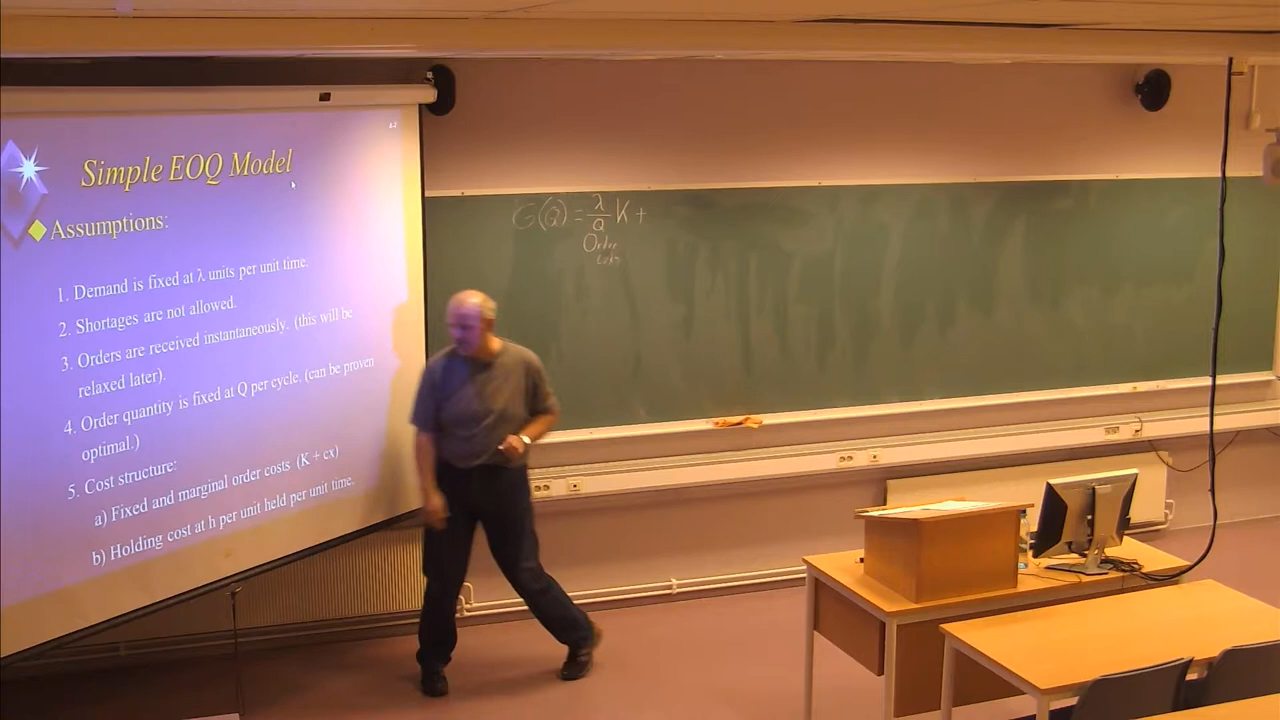 Simple EOQ Model
Assumptions:
1. Demand is fixed at λ units per unit time.
2. Shortages are not allowed.
3. Orders are received instantaneously. (this will be
relaxed later).
4. Order quantity is fixed at Q per cycle. (can be proven
optimal.)
5. Cost structure:
a) Fixed and marginal order costs (K + cx)
b) Holding cost at h per unit held per unit time.
G(Q) = λ/Q K +
Order